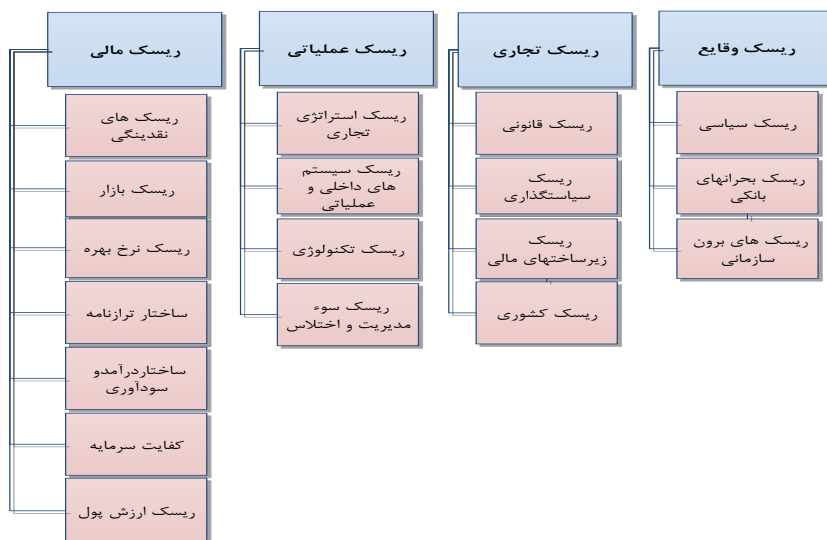 ریسک وقایع
ریسک سیاسی
ریسک بحرانهای
بانکی
ریسک های برون
سازمانی
ریسک تجاری
ریسک قانونی
ریسک
سیاستگذاری
ریسک
زیرساختهای مالی
ریسک کشوری
ریسک عملیاتی
ریسک استراتژی
تجاری
ریسک سیستم
های داخلی و
عملیاتی
ریسک تکنولوژی
ریسک سوء
مدیریت و اختلاس
ریسک مالی
ریسک های
نقدینگی
ریسک بازار
ریسک نرخ بهره
ساختار ترازنامه
ساختاردرآمدو
سودآوری
کفایت سرمایه
ریسک ارزش پول